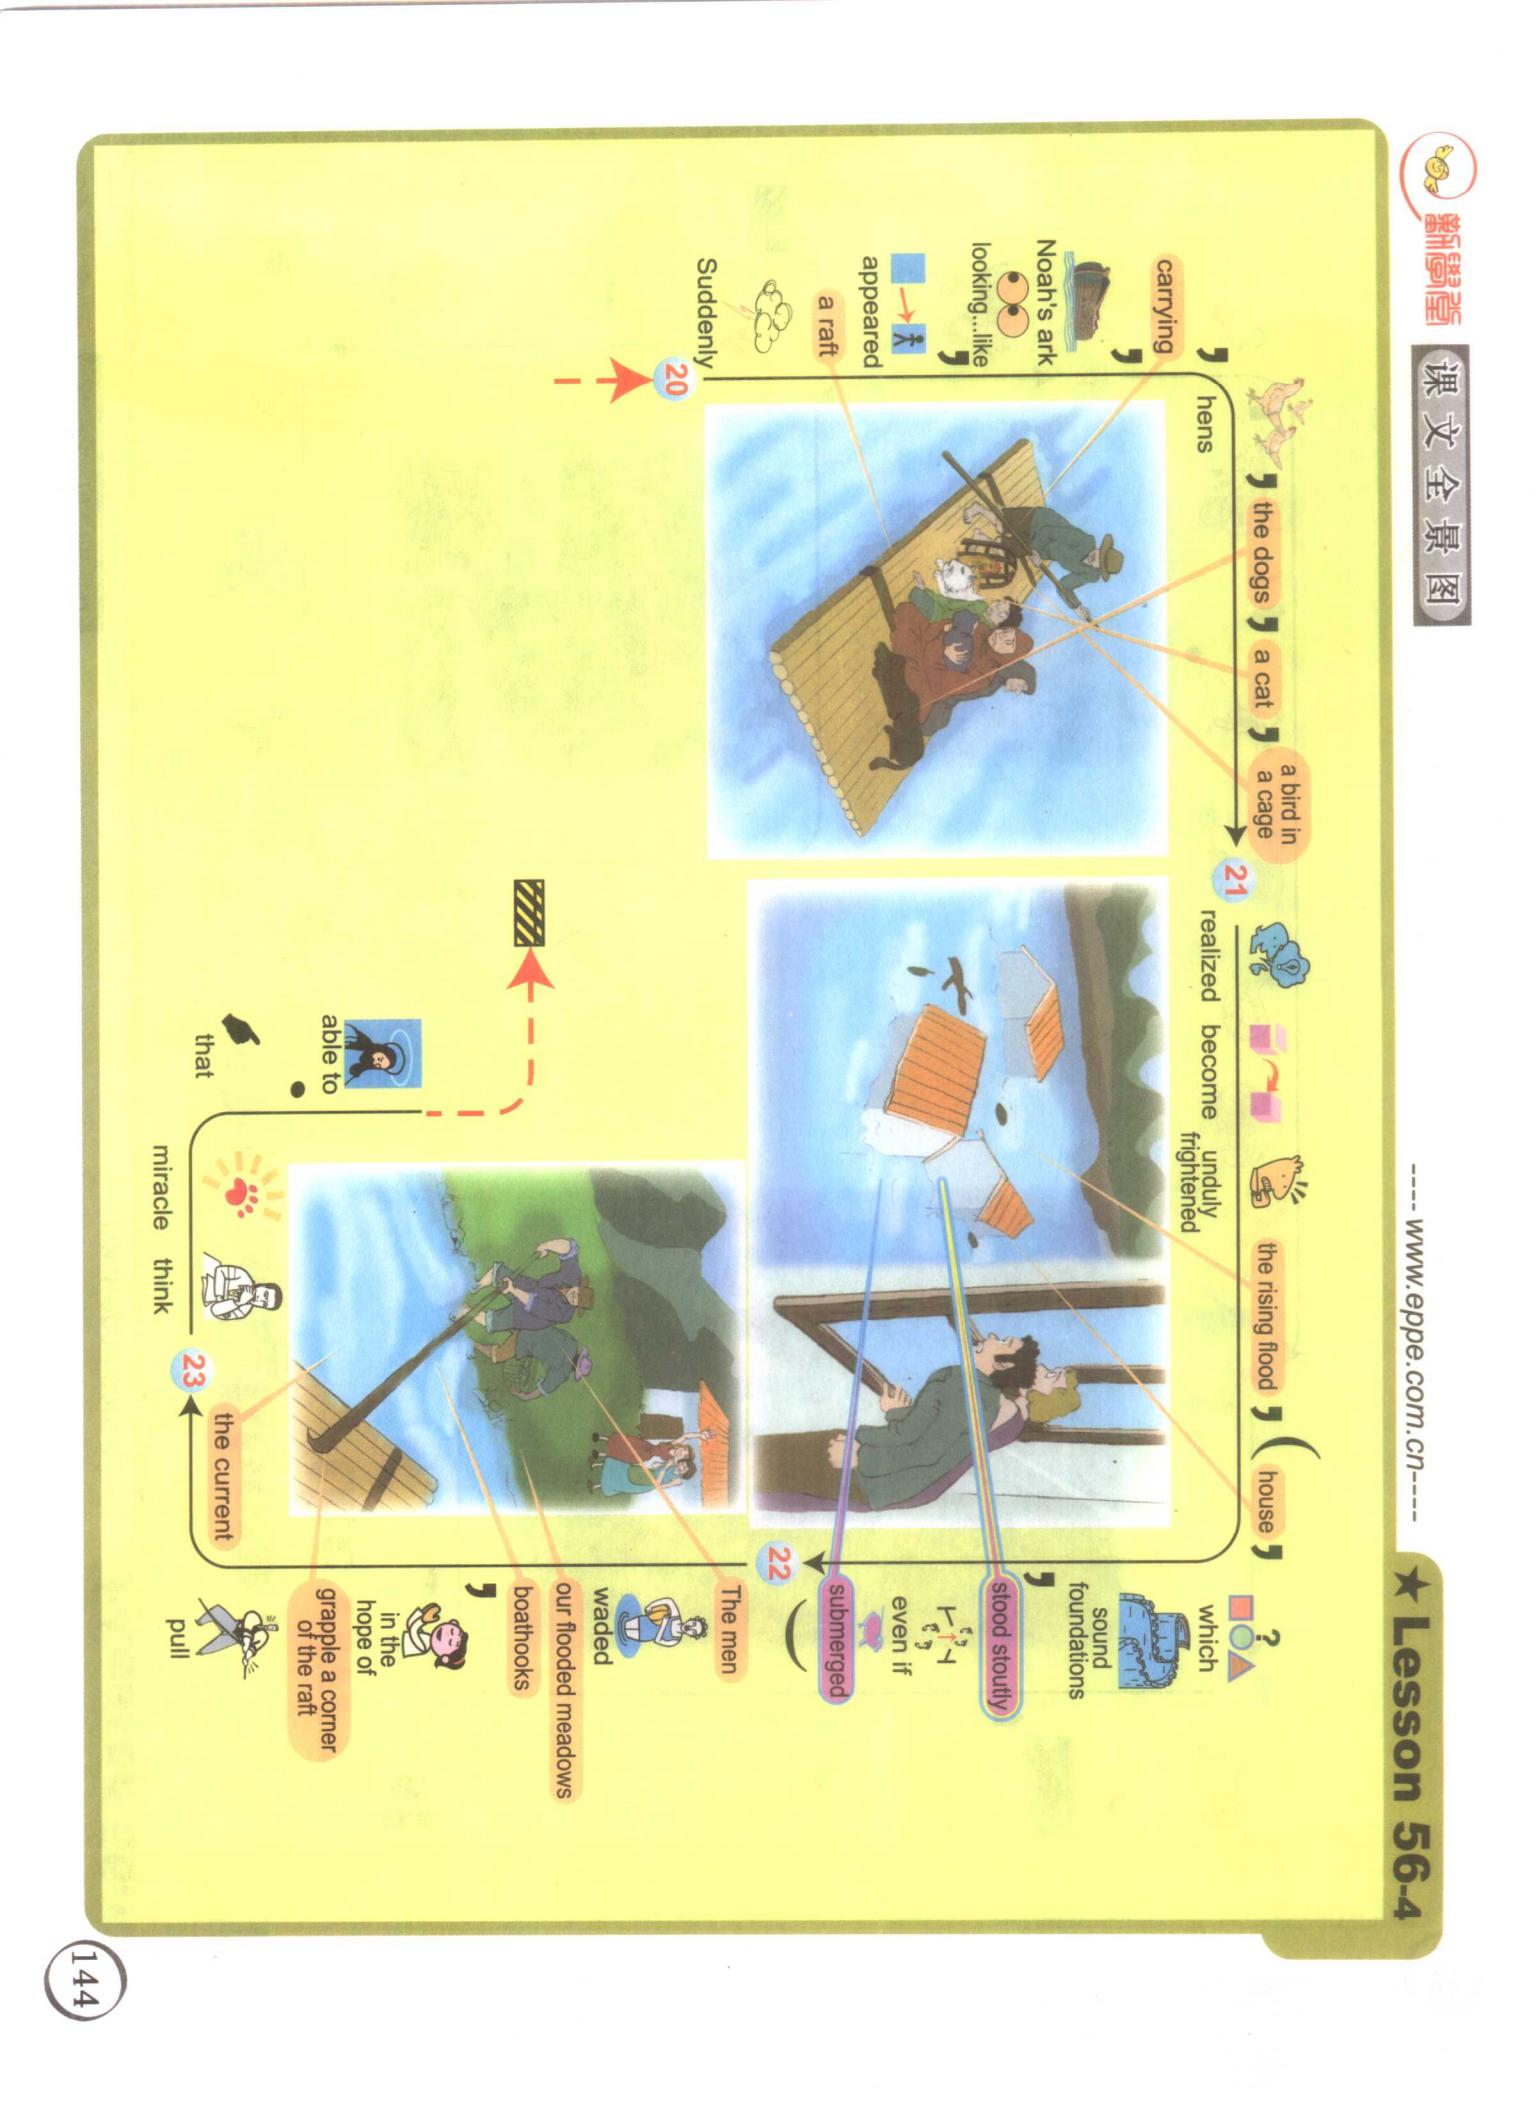 新學堂
课文全景图
----www.eppe.com.cn----
★ Lesson 56-4
20
Suddenly
a raft
appeared
,
looking...like
Noah's ark
,
carrying
,
hens
,
the dogs
,
a cat
,
a bird in
a cage
21
realized
become
unduly
frightened
the rising flood
,
(
house
,
?
which
sound
foundations
,
stood stoutly
even if
submerged
)
22
The men
waded
our flooded meadows
boathooks
,
in the
hope of
grapple a corner
of the raft
pull
the current
23
think
miracle
that
.
able to
144